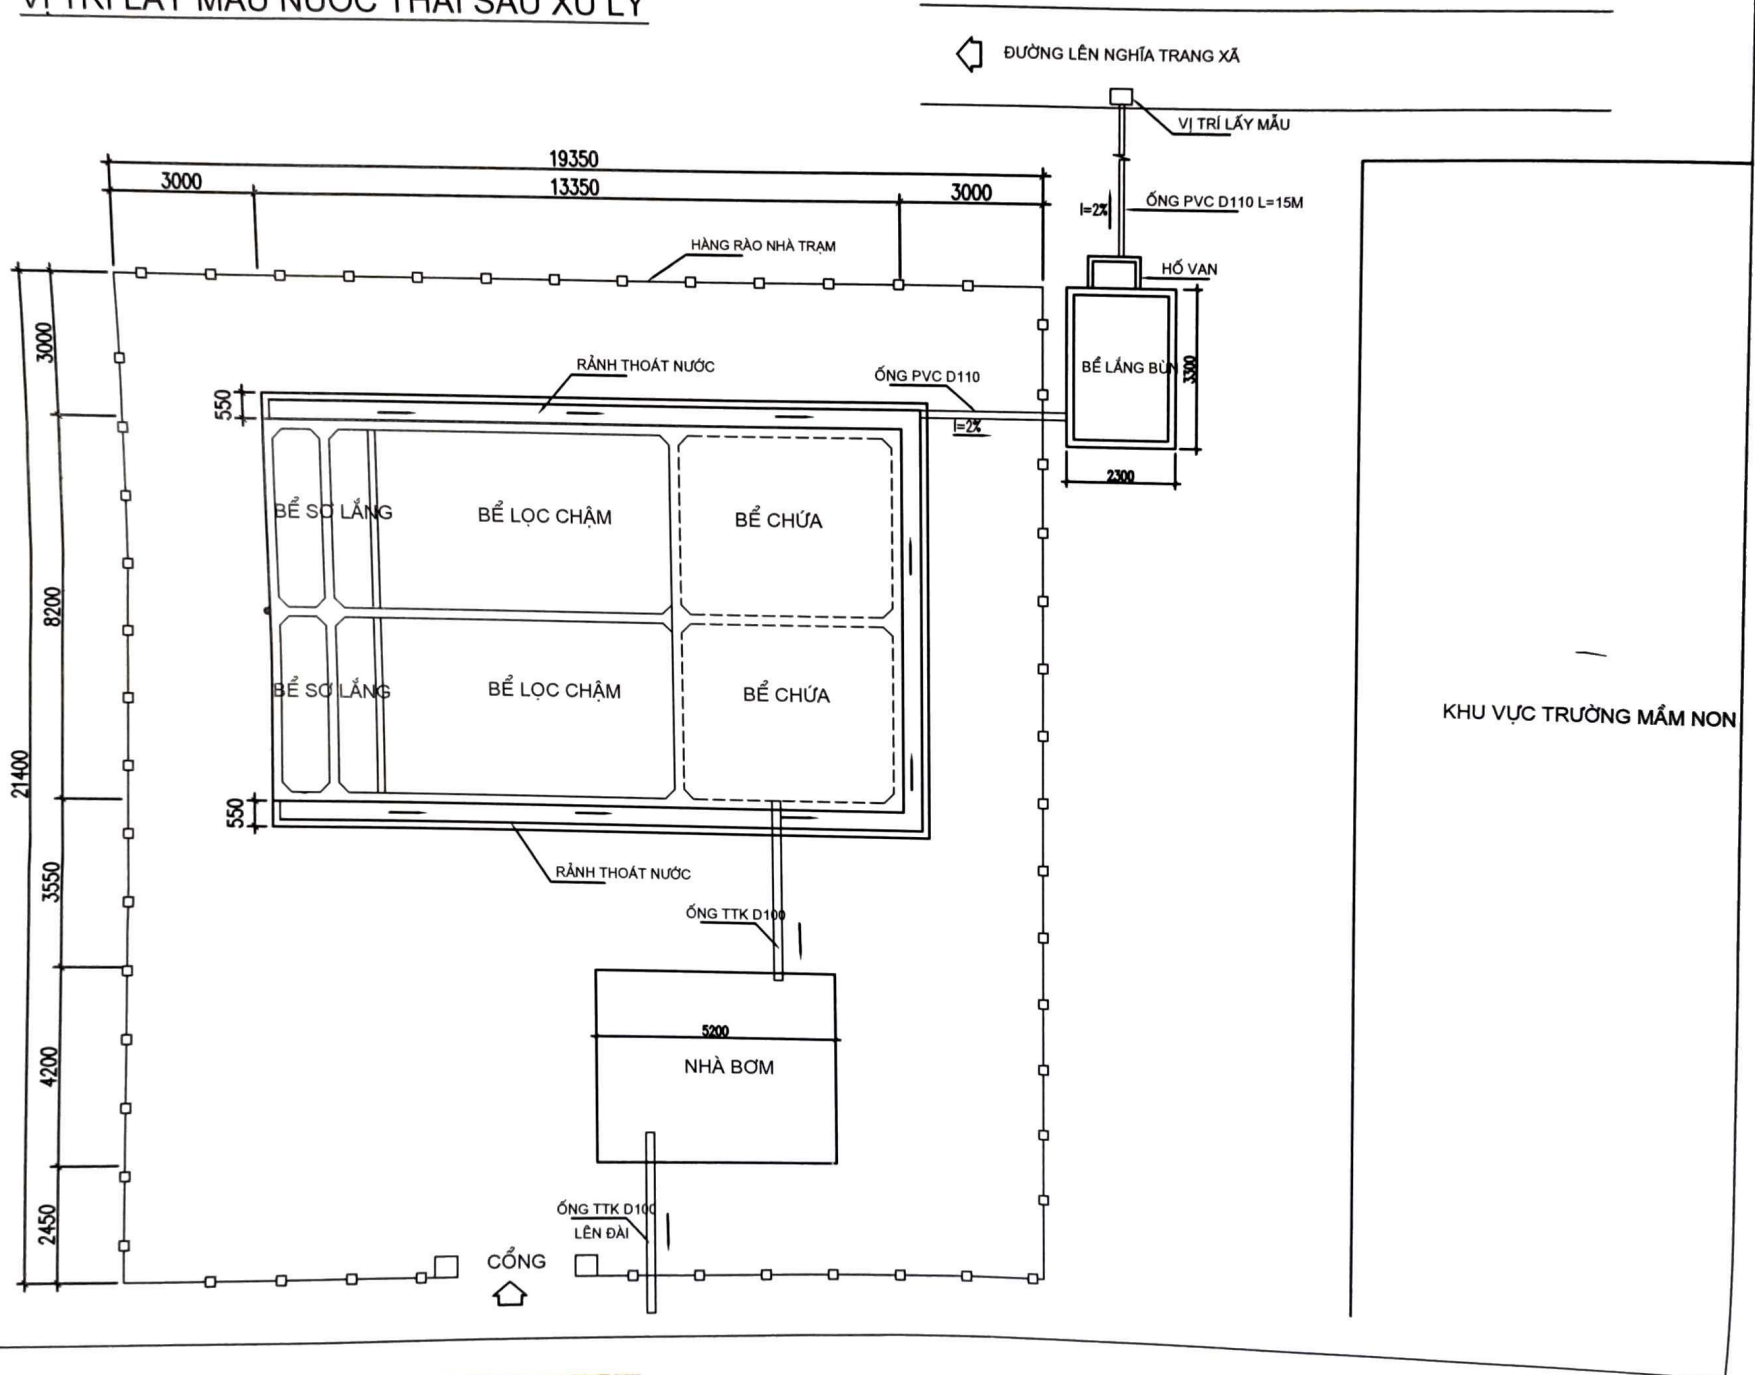 VỊ TRÍ LẤY MẪU NƯỚC THẢI SAU XỬ LÝ
ĐƯỜNG LÊN NGHĨA TRANG XÃ
VỊ TRÍ LẤY MẪU
19350
3000
13350
3000
I=2%
ỐNG PVC D110 L=15M
HÀNG RÀO NHÀ TRẠM
HỐ VAN
3000
RẢNH THOÁT NƯỚC
ỐNG PVC D110
BỂ LẮNG BÙN
3300
550
I=2%
2300
BỂ SƠ LẮNG
BỂ LỌC CHẬM
BỂ CHỨA
8200
BỂ SƠ LẮNG
BỂ LỌC CHẬM
BỂ CHỨA
KHU VỰC TRƯỜNG MẦM NON
21400
550
RẢNH THOÁT NƯỚC
3550
ỐNG TTK D100
5200
NHÀ BƠM
4200
ỐNG TTK D100
LÊN ĐÀI
2450
CỔNG